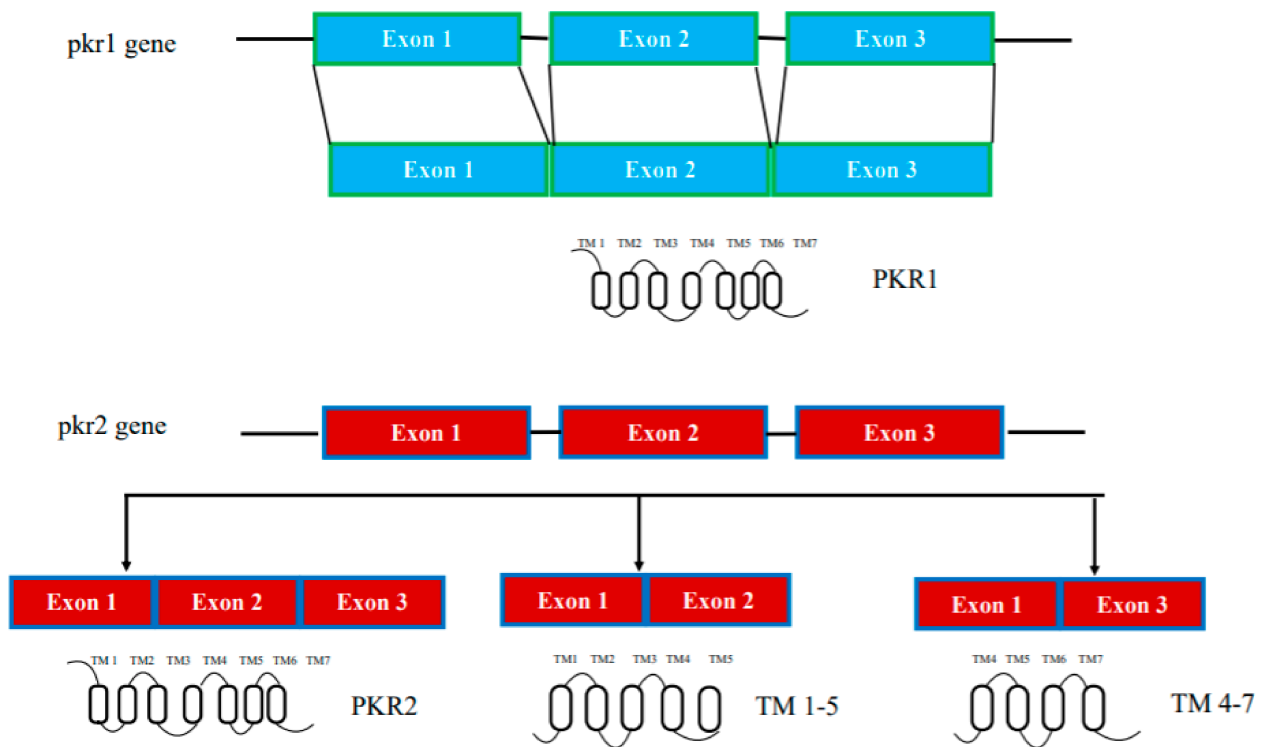 pkr1 gene
Exon 1 Exon 2 Exon 3
Exon 1 Exon 2 Exon 3
TM 1 TM2 TM3 TM4 TM5 TM6 TM7
PKR1
pkr2 gene
Exon 1 Exon 2 Exon 3
Exon 1 Exon 2 Exon 3
Exon 1 Exon 2
Exon 1 Exon 3
TM 1 TM2 TM3 TM4 TM5 TM6 TM7
PKR2
TM1 TM2 TM3 TM4 TM5
TM 1-5
TM4 TM5 TM6 TM7
TM 4-7